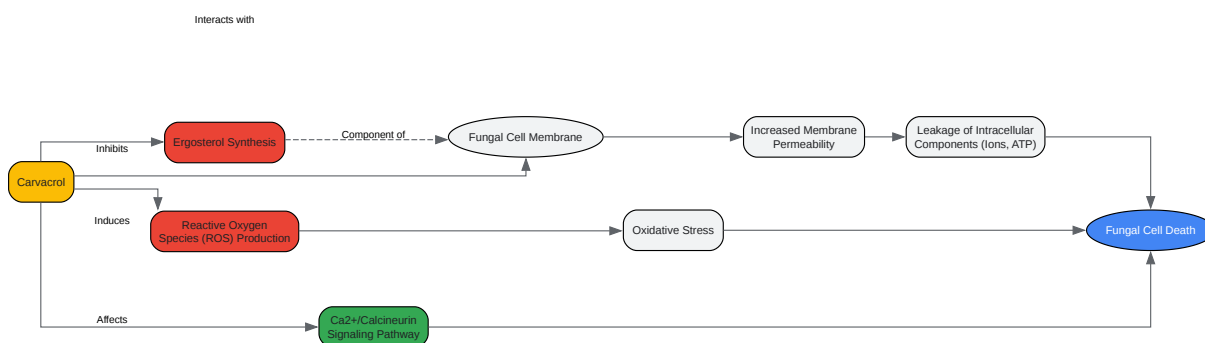 Interacts with
Component of
Ergosterol Synthesis
Inhibits
Fungal Cell Membrane
Increased Membrane
Permeability
Leakage of Intracellular
Components (Ions, ATP)
Carvacrol
Induces
Reactive Oxygen
Species (ROS) Production
Oxidative Stress
Fungal Cell Death
Affects
Ca2+/Calcineurin
Signaling Pathway